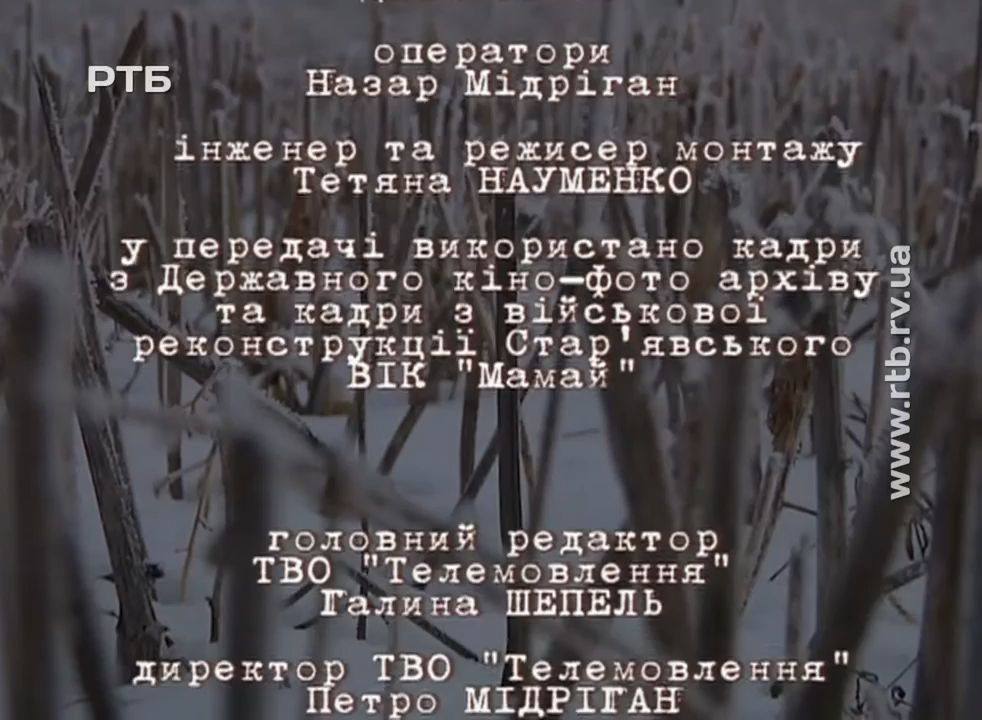 оператори
Назар Мідріган
РТБ
інженер та режисер монтажу
Тетяна НАУМЕНКО
у передачі використано кадри
з Державного кіно-фото архіву
та кадри з військової
реконструкції Стар'явського
ВІК "Мамай"
www.rtb.rv.ua
головний редактор
ТВО "Телемовлення"
Галина ШЕПЕЛЬ
директор ТВО "Телемовлення"
Петро МІДРІГАН